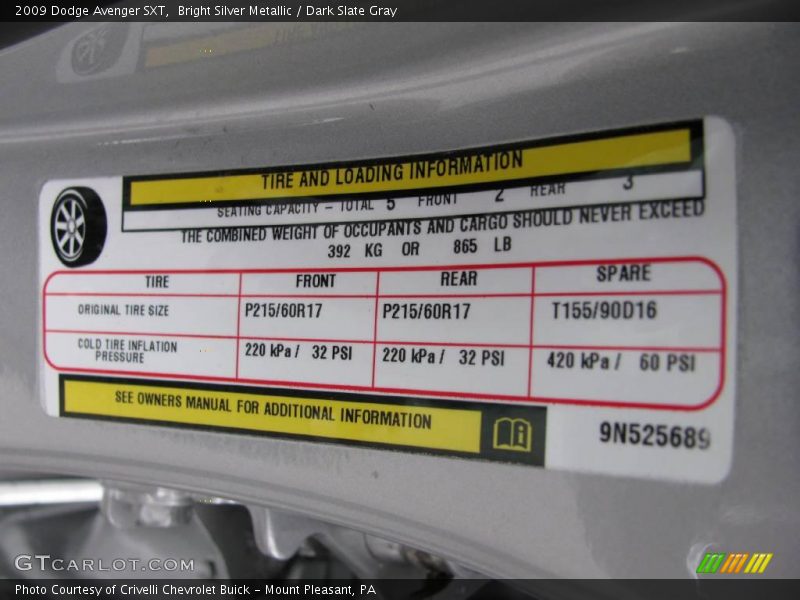 2009 Dodge Avenger SXT,  Bright Silver Metallic / Dark Slate Gray
TIRE AND LOADING INFORMATION
SEATING CAPACITY – TOTAL 5 FRONT 2 REAR 3
THE COMBINED WEIGHT OF OCCUPANTS AND CARGO SHOULD NEVER EXCEED
392 KG OR 865 LB
TIRE FRONT REAR SPARE
ORIGINAL TIRE SIZE P215/60R17 P215/60R17 T155/90D16
COLD TIRE INFLATION
PRESSURE 220 kPa / 32 PSI 220 kPa / 32 PSI 420 kPa / 60 PSI
SEE OWNERS MANUAL FOR ADDITIONAL INFORMATION
9N525689
GTCARLOT.COM
Photo Courtesy of Crivelli Chevrolet Buick – Mount Pleasant, PA